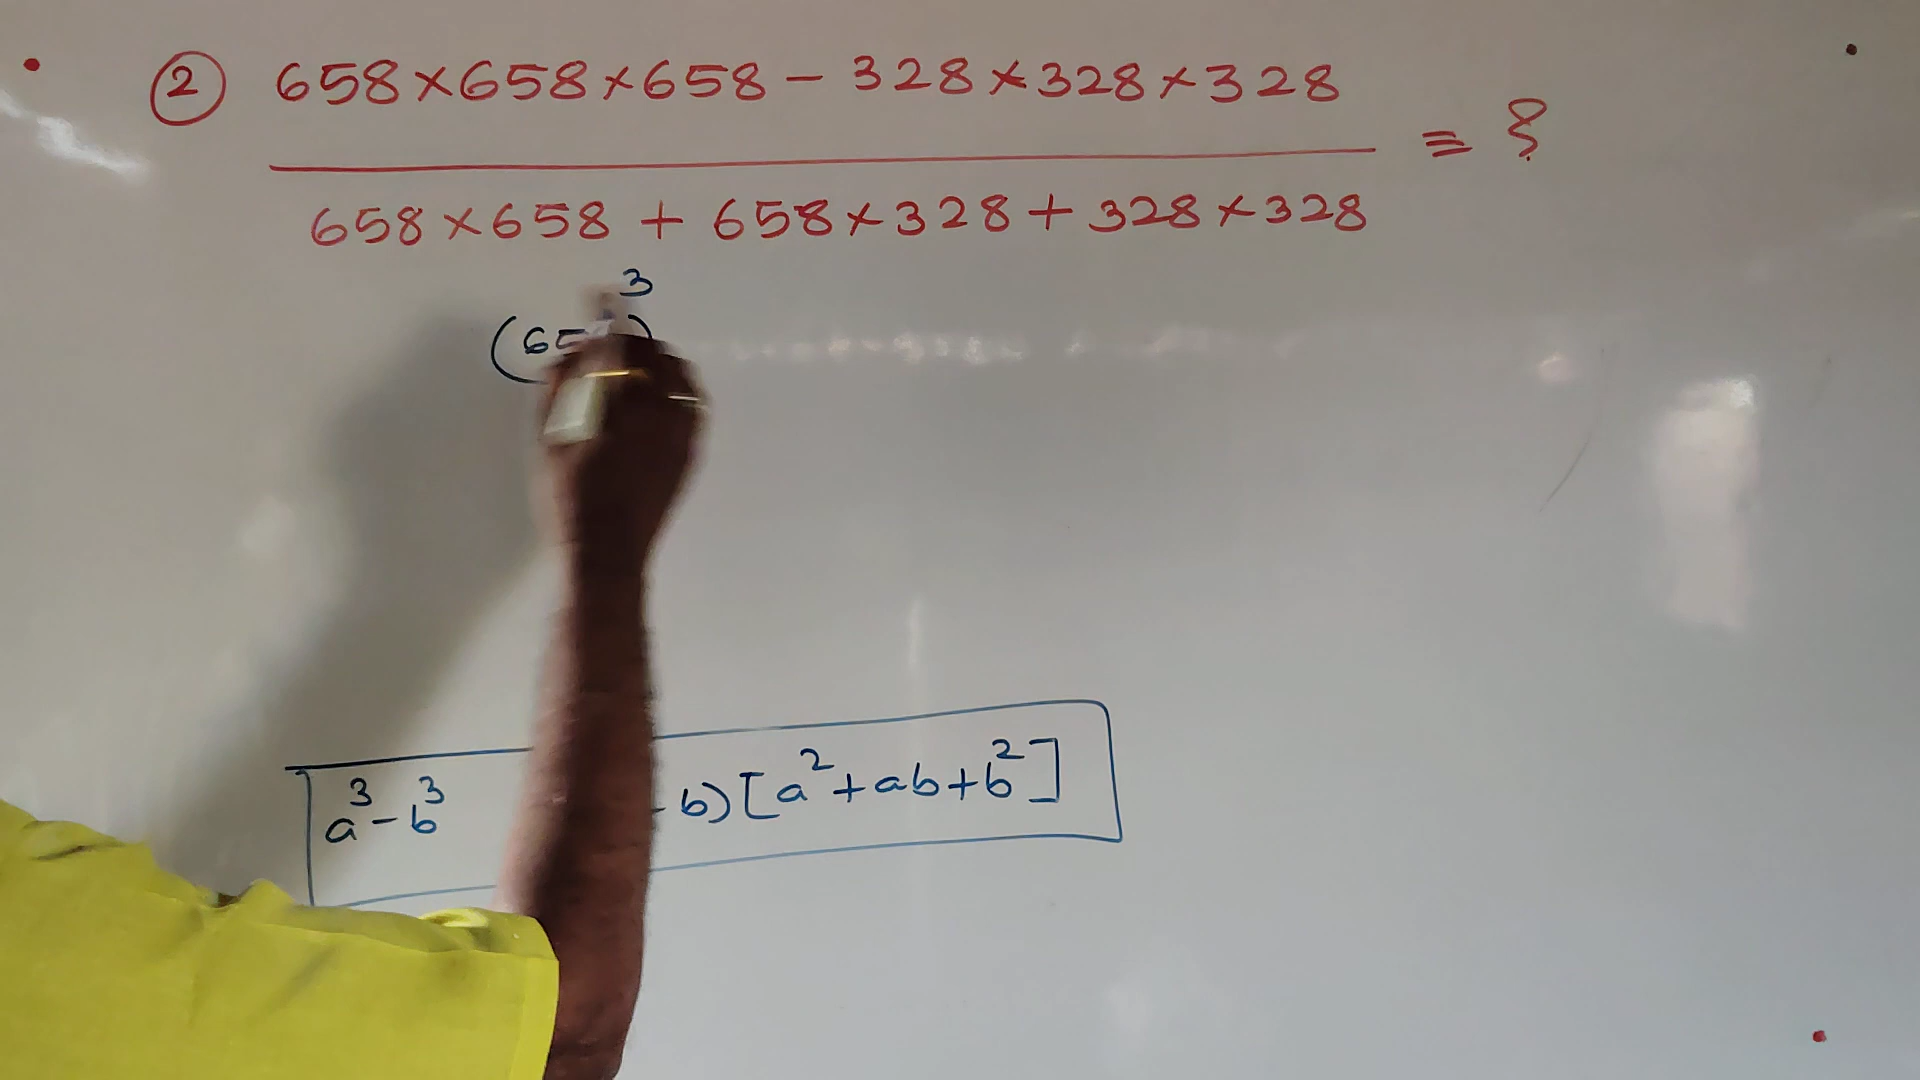 ② 658×658×658 - 328×328×328
= ?
658×658 + 658×328 + 328×328
(65 )³
a³-b³ - b)[a²+ab+b²]